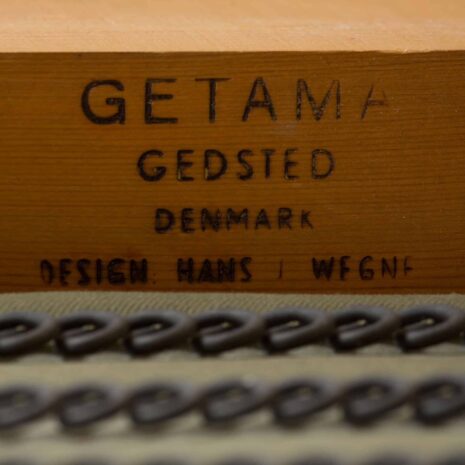 GETAMA
GEDSTED
DENMARK
DESIGN: HANS J WEGNE